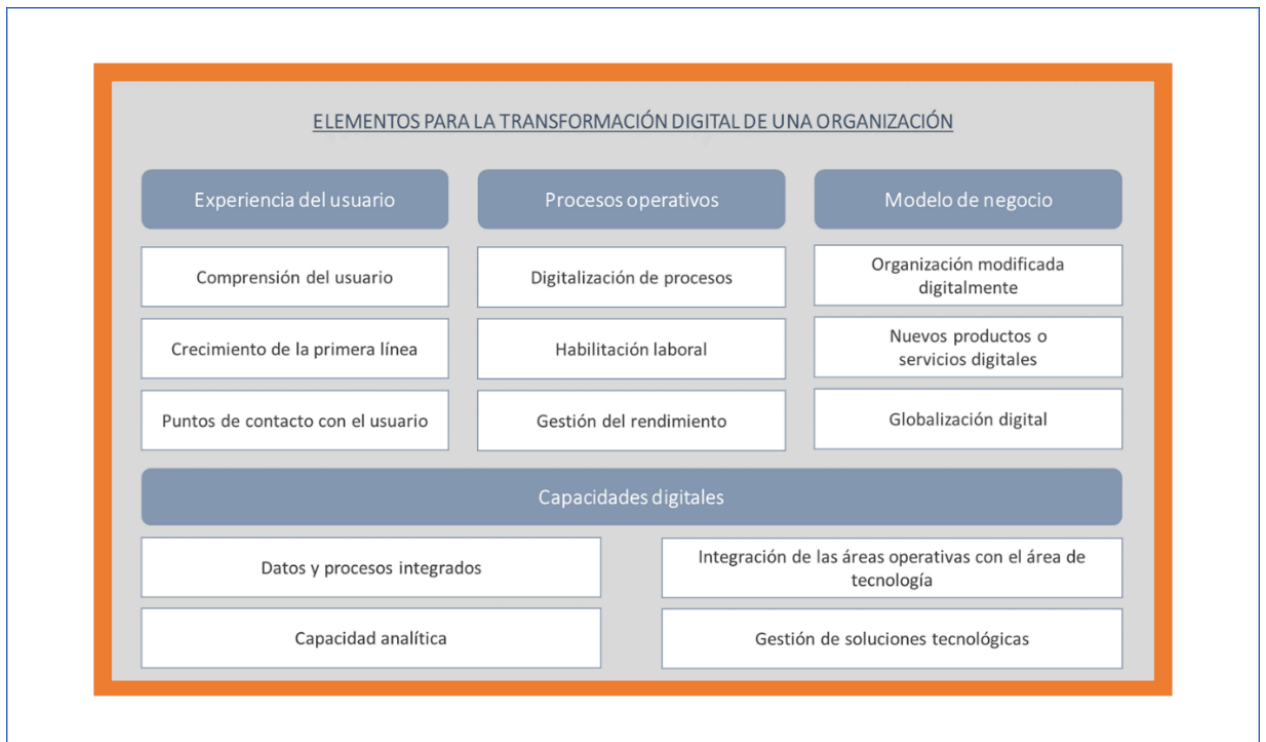 ELEMENTOS PARA LA TRANSFORMACIÓN DIGITAL DE UNA ORGANIZACIÓN
Experiencia del usuario
Comprensión del usuario
Crecimiento de la primera línea
Puntos de contacto con el usuario
Procesos operativos
Digitalización de procesos
Habilitación laboral
Gestión del rendimiento
Modelo de negocio
Organización modificada
digitalmente
Nuevos productos o
servicios digitales
Globalización digital
Capacidades digitales
Datos y procesos integrados
Capacidad analítica
Integración de las áreas operativas con el área de
tecnología
Gestión de soluciones tecnológicas